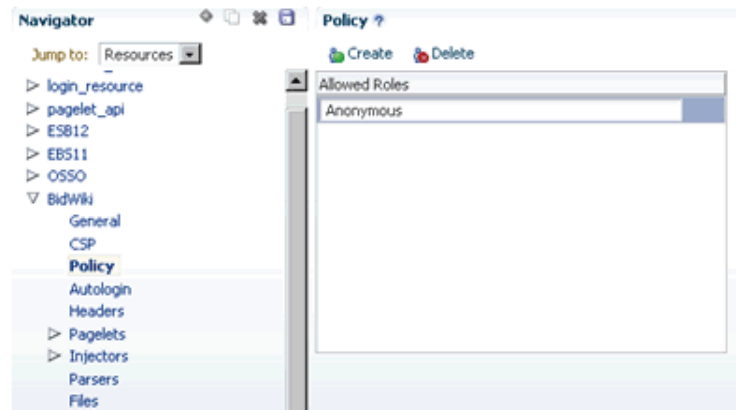 Navigator
Jump to: Resources
login_resource
pagelet_api
ESB12
EBS11
OSSO
BidWiki
General
CSP
Policy
Autologin
Headers
Pagelets
Injectors
Parsers
Files
Policy ?
Create Delete
Allowed Roles
Anonymous